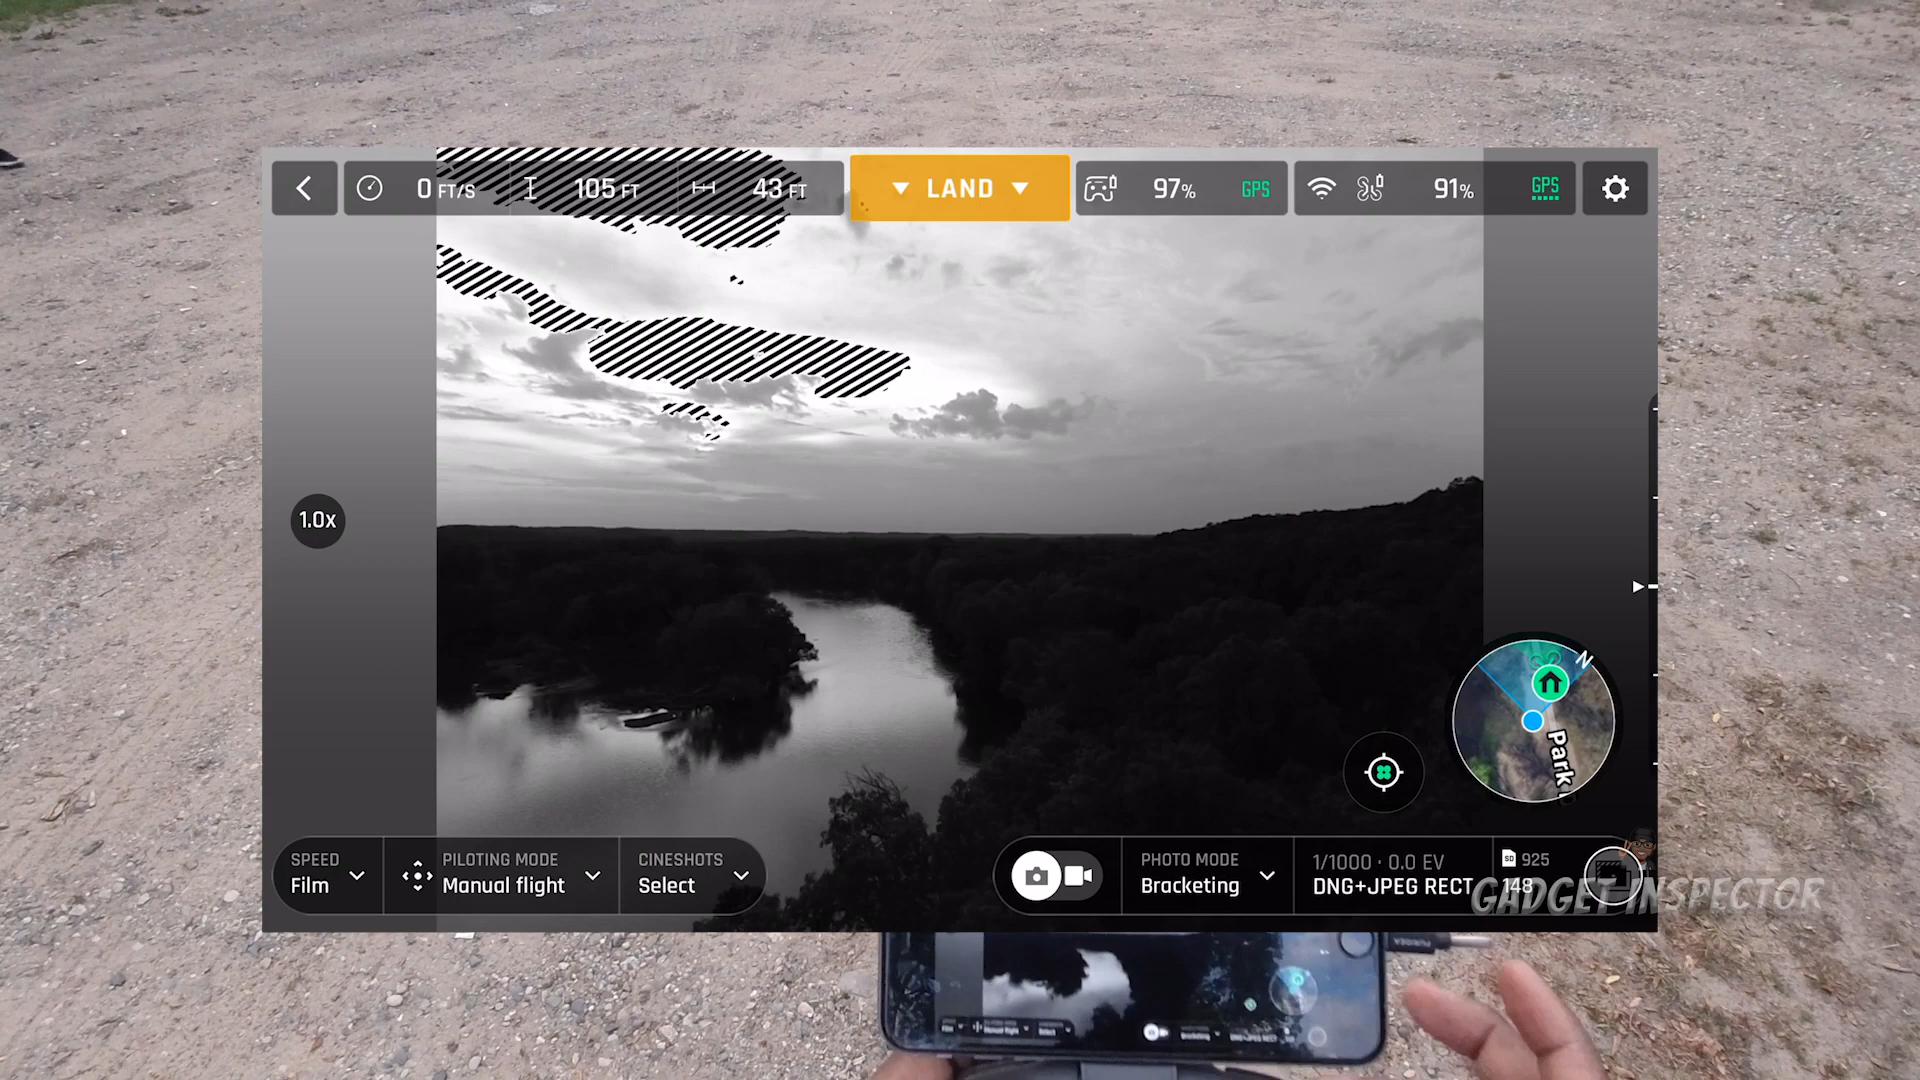 0 FT/S
105 FT
43 FT
LAND
97%
GPS
91%
GPS
1.0x
N
Park
SPEED
Film
PILOTING MODE
Manual flight
CINESHOTS
Select
PHOTO MODE
Bracketing
1/1000 · 0.0 EV
DNG+JPEG RECT
SD 925
148
GADGET INSPECTOR